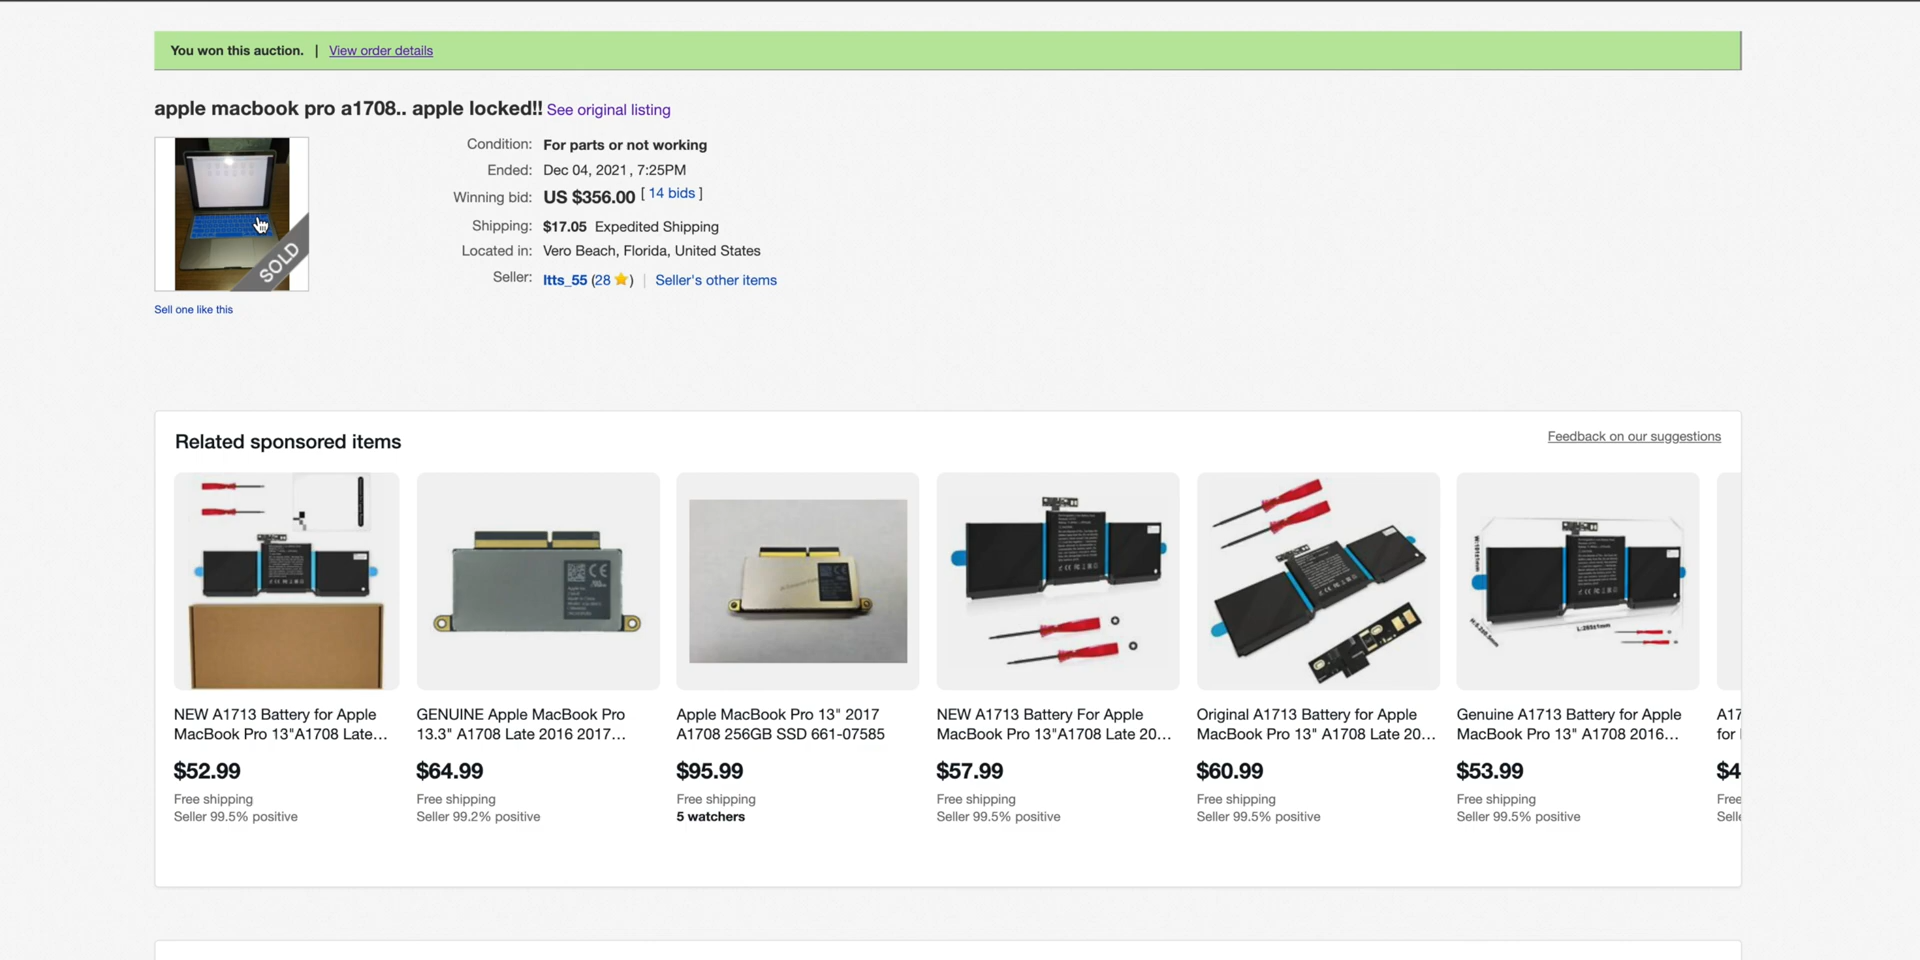 You won this auction. | View order details
apple macbook pro a1708.. apple locked!! See original listing
Condition: For parts or not working
Ended: Dec 04, 2021, 7:25PM
Winning bid: US $356.00 [ 14 bids ]
Shipping: $17.05 Expedited Shipping
Located in: Vero Beach, Florida, United States
Seller: ltts_55 (28 ) | Seller's other items
SOLD
Sell one like this
Related sponsored items
Feedback on our suggestions
NEW A1713 Battery for Apple
MacBook Pro 13"A1708 Late...
$52.99
Free shipping
Seller 99.5% positive
GENUINE Apple MacBook Pro
13.3" A1708 Late 2016 2017...
$64.99
Free shipping
Seller 99.2% positive
Apple MacBook Pro 13" 2017
A1708 256GB SSD 661-07585
$95.99
Free shipping
5 watchers
NEW A1713 Battery For Apple
MacBook Pro 13"A1708 Late 20...
$57.99
Free shipping
Seller 99.5% positive
Original A1713 Battery for Apple
MacBook Pro 13" A1708 Late 20...
$60.99
Free shipping
Seller 99.5% positive
Genuine A1713 Battery for Apple
MacBook Pro 13" A1708 2016...
$53.99
Free shipping
Seller 99.5% positive
A17
for
$4
Free
Selle